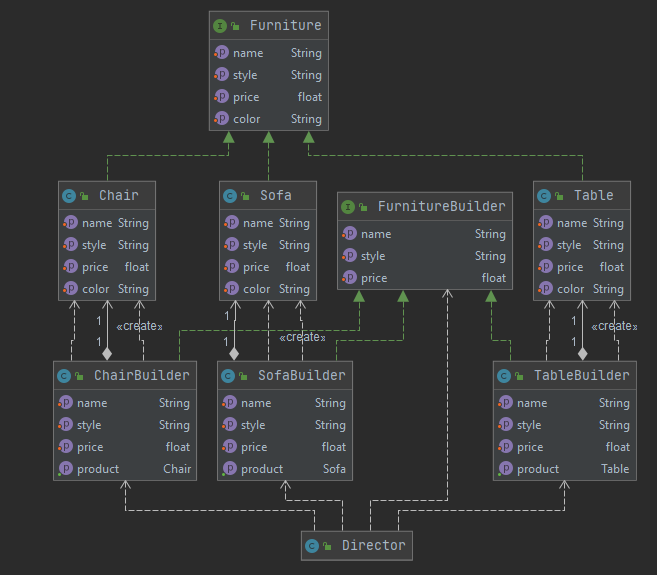 I Furniture
p name String
p style String
p price float
p color String
C Chair
p name String
p style String
p price float
p color String
C Sofa
p name String
p style String
p price float
p color String
I FurnitureBuilder
p name String
p style String
p price float
C Table
p name String
p style String
p price float
p color String
1
1
«create»
1
1
«create»
1
1
«create»
C ChairBuilder
p name String
p style String
p price float
p product Chair
C SofaBuilder
p name String
p style String
p price float
p product Sofa
C TableBuilder
p name String
p style String
p price float
p product Table
C Director